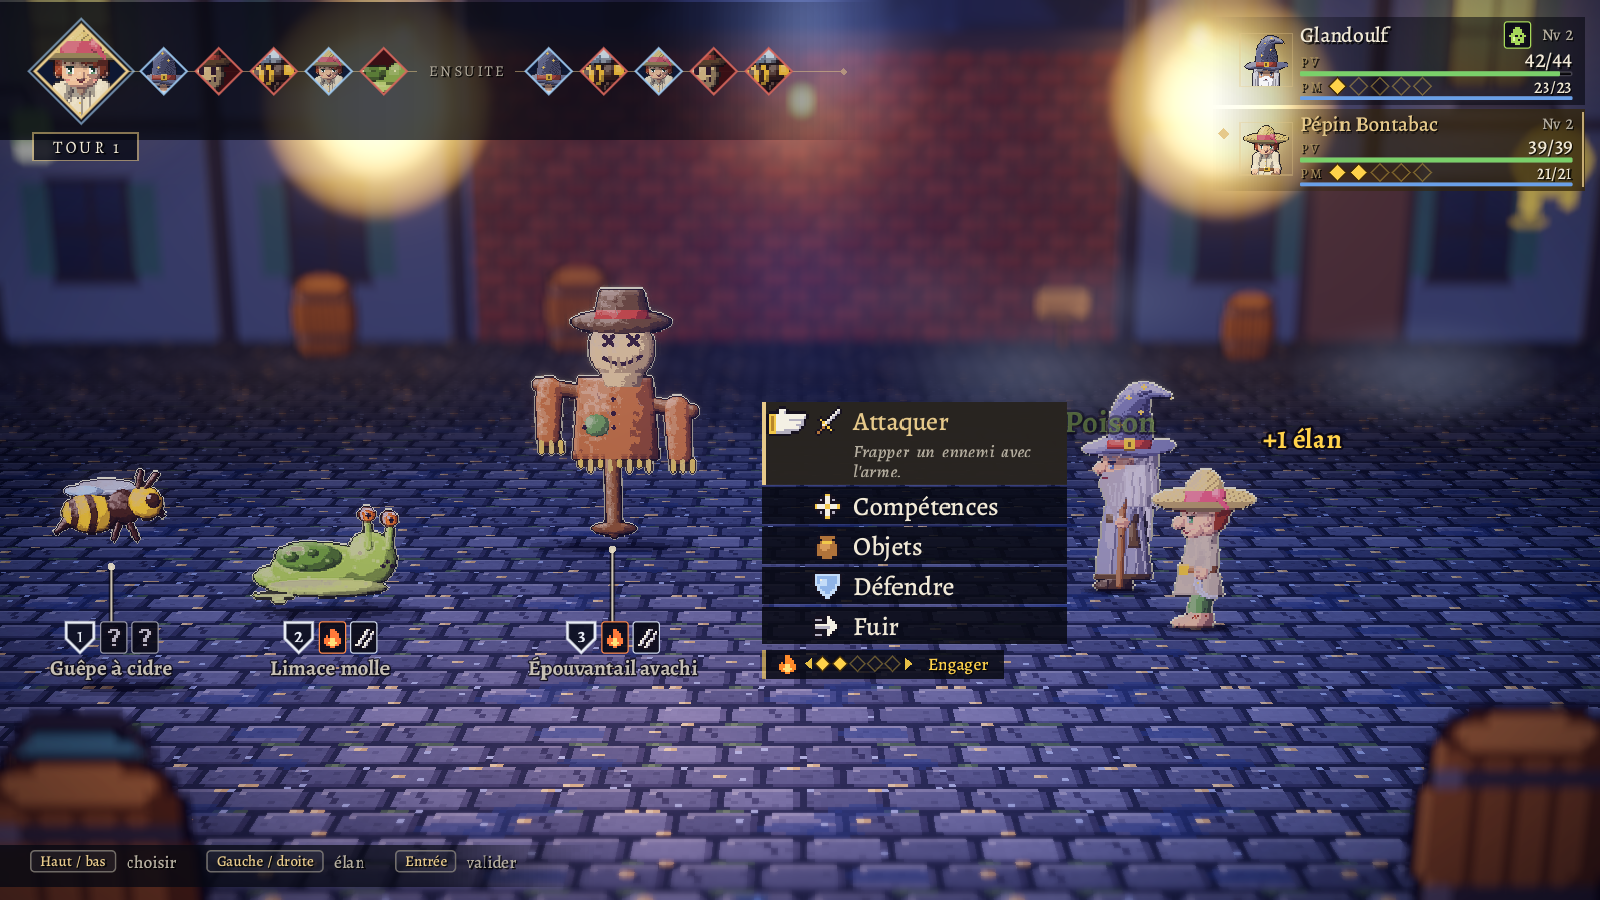 ENSUITE
TOUR 1
Glandoulf
Nv 2
PV
42/44
PM
23/23
Pépin Bontabac
Nv 2
PV
39/39
PM
21/21
Attaquer
Frapper un ennemi avec
l'arme.
Compétences
Objets
Défendre
Fuir
Engager
Poison
+1 élan
1 ? ?
Guêpe à cidre
2
Limace molle
3
Épouvantail avachi
Haut / bas choisir Gauche / droite élan Entrée valider